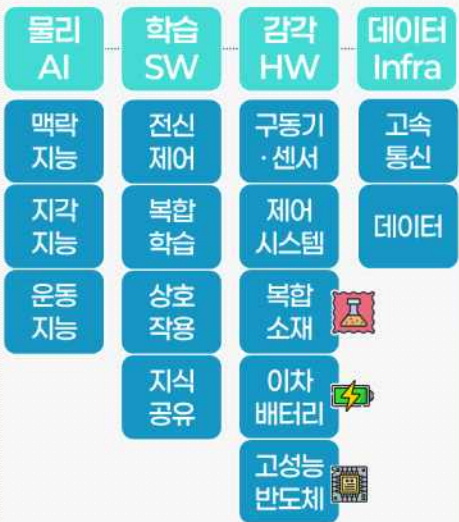 물리
AI
학습
SW
감각
HW
데이터
Infra
맥락
지능
전신
제어
구동기
·센서
고속
통신
지각
지능
복합
학습
제어
시스템
데이터
운동
지능
상호
작용
복합
소재
지식
공유
이차
배터리
고성능
반도체